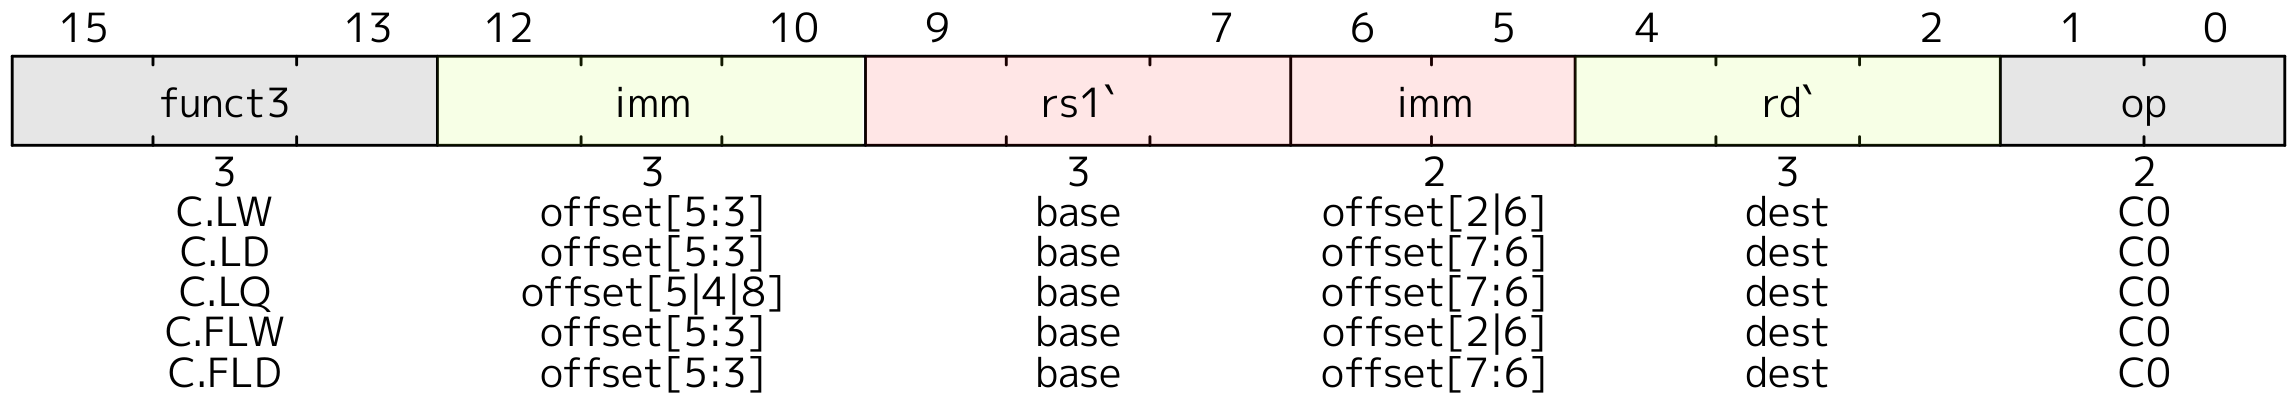 15 13 12 10 9 7 6 5 4 2 1 0
funct3 imm rs1` imm rd` op
3 3 3 2 3 2
C.LW offset[5:3] base offset[2|6] dest C0
C.LD offset[5:3] base offset[7:6] dest C0
C.LQ offset[5|4|8] base offset[7:6] dest C0
C.FLW offset[5:3] base offset[2|6] dest C0
C.FLD offset[5:3] base offset[7:6] dest C0